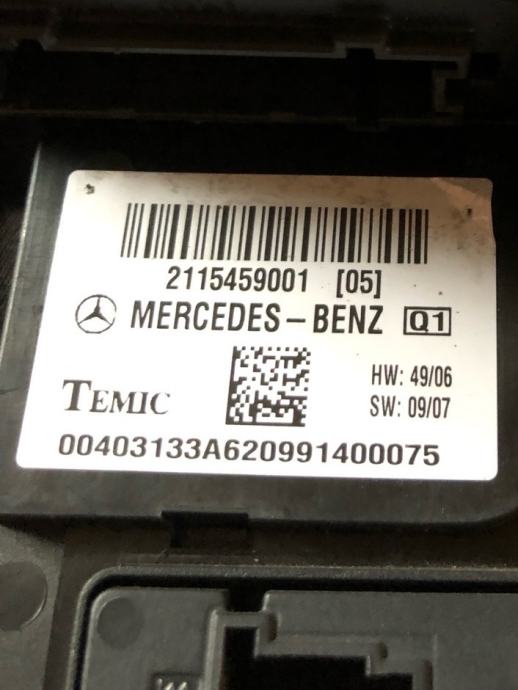 2115459001 [05]
MERCEDES-BENZ Q1
HW: 49/06
TEMIC
SW: 09/07
00403133A620991400075